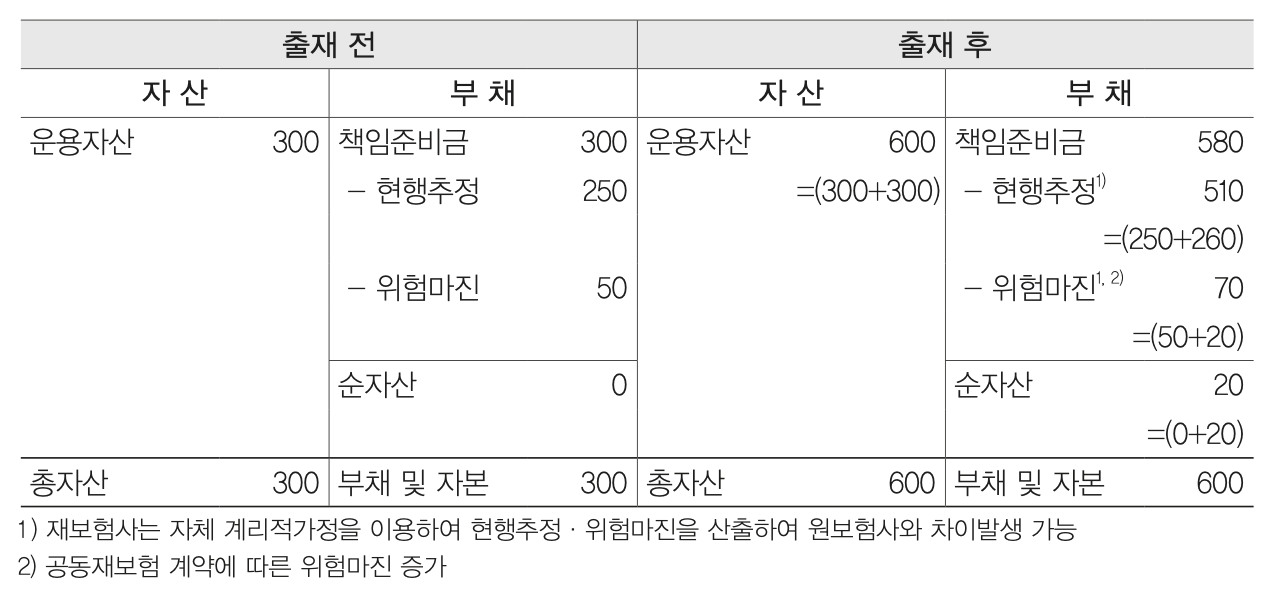 출재 전 출재 후
자 산 부 채 자 산 부 채
운용자산 300 책임준비금 300 운용자산 600 책임준비금 580
– 현행추정 250 =(300+300) – 현행추정1) 510
=(250+260)
– 위험마진 50 – 위험마진1, 2) 70
=(50+20)
순자산 0 순자산 20
=(0+20)
총자산 300 부채 및 자본 300 총자산 600 부채 및 자본 600
1) 재보험사는 자체 계리적가정을 이용하여 현행추정 · 위험마진을 산출하여 원보험사와 차이발생 가능
2) 공동재보험 계약에 따른 위험마진 증가